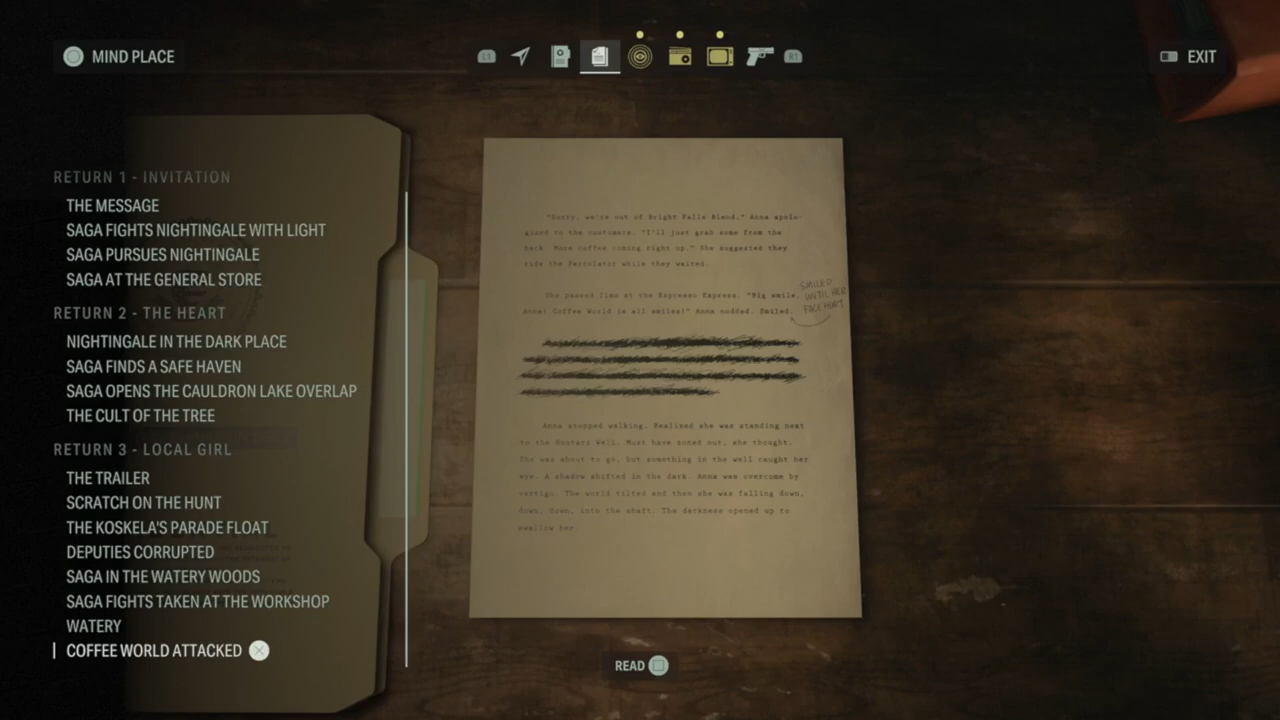 MIND PLACE
L1
R1
EXIT
RETURN 1 - INVITATION
THE MESSAGE
SAGA FIGHTS NIGHTINGALE WITH LIGHT
SAGA PURSUES NIGHTINGALE
SAGA AT THE GENERAL STORE
RETURN 2 - THE HEART
NIGHTINGALE IN THE DARK PLACE
SAGA FINDS A SAFE HAVEN
SAGA OPENS THE CAULDRON LAKE OVERLAP
THE CULT OF THE TREE
RETURN 3 - LOCAL GIRL
THE TRAILER
SCRATCH ON THE HUNT
THE KOSKELA'S PARADE FLOAT
DEPUTIES CORRUPTED
SAGA IN THE WATERY WOODS
SAGA FIGHTS TAKEN AT THE WORKSHOP
WATERY
COFFEE WORLD ATTACKED
"Sorry, we're out of Bright Falls Blend." Anna apolo-
gized to the customers. "I'll just grab some from the
back. More coffee coming right up." She suggested they
ride the Percolator while they waited.
She passed Ilmo at the Espresso Express. "Big smile,
Anna! Coffee World is all smiles!" Anna nodded. Smiled.
SMILED
UNTIL HER
FACE HURT
Anna stopped walking. Realized she was standing next
to the Huotari Well. Must have zoned out, she thought.
She was about to go, but something in the well caught her
eye. A shadow shifted in the dark. Anna was overcome by
vertigo. The world tilted and then she was falling down,
down, down, into the shaft. The darkness opened up to
swallow her.
READ